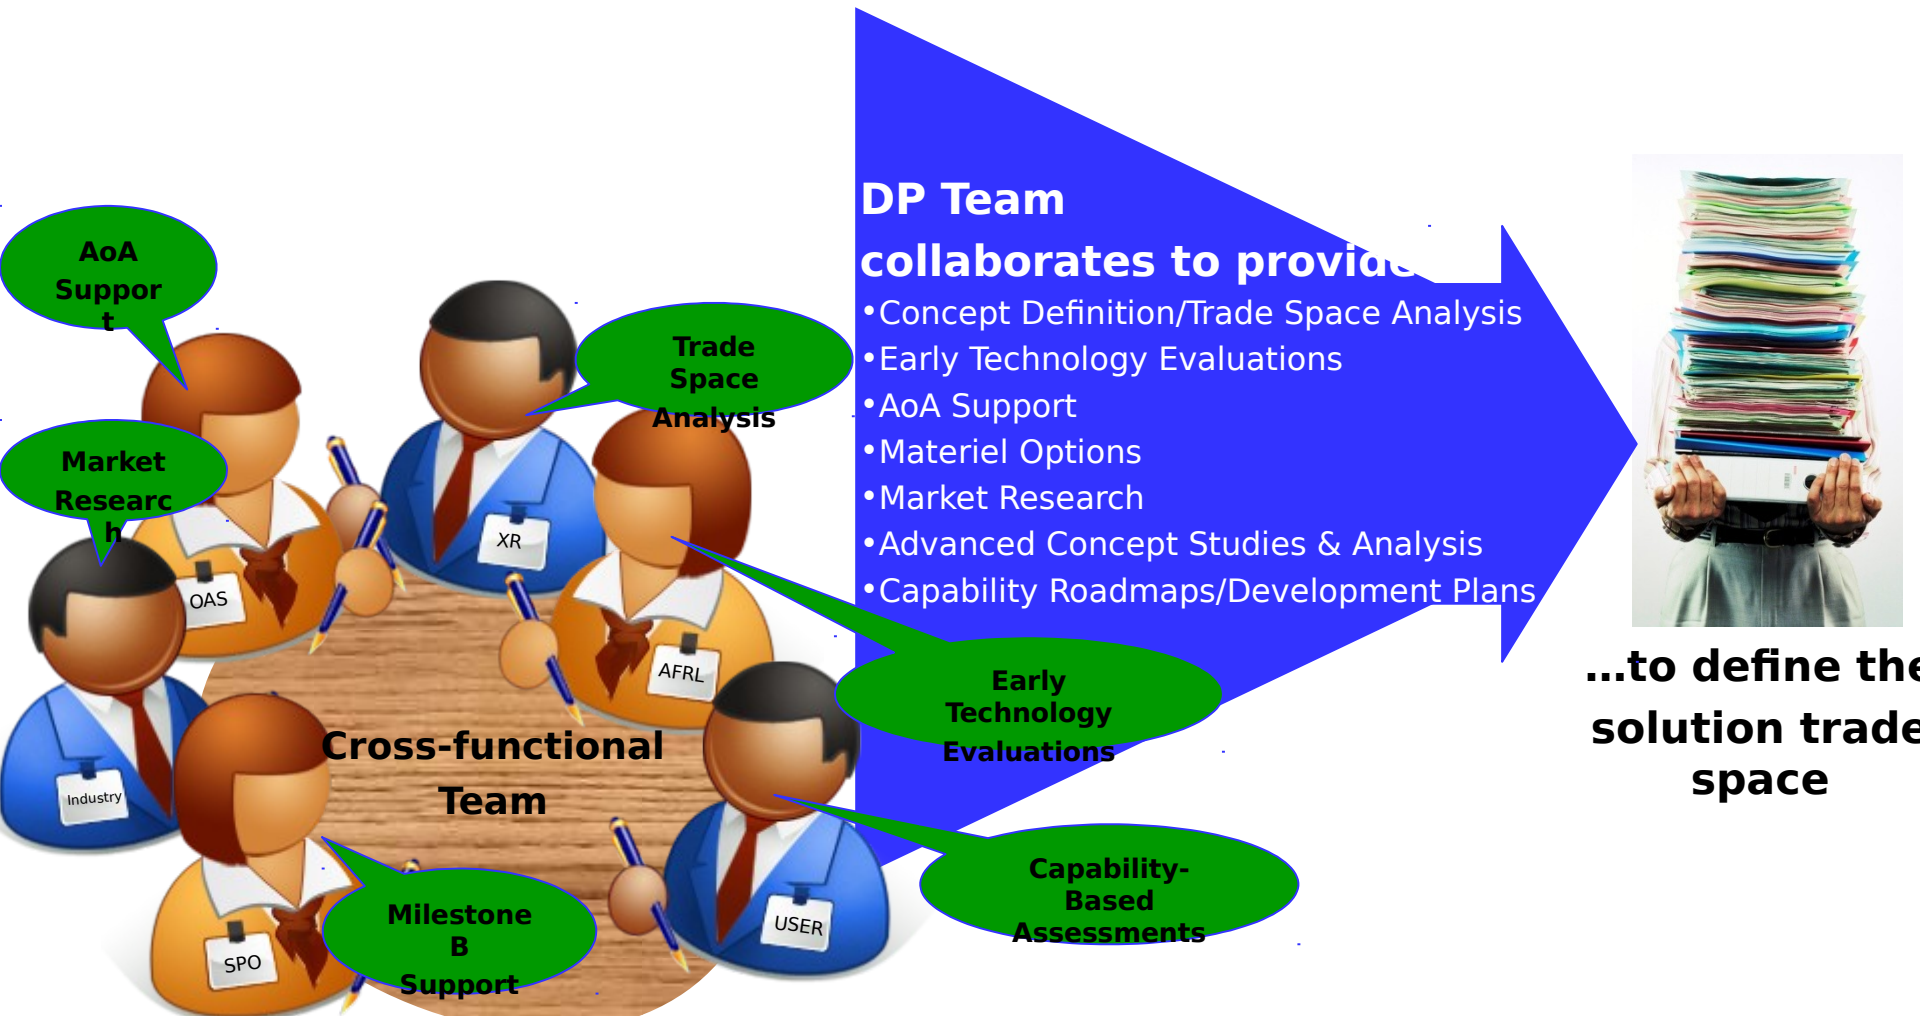 DP Team
collaborates to provide
•Concept Definition/Trade Space Analysis
•Early Technology Evaluations
•AoA Support
•Materiel Options
•Market Research
•Advanced Concept Studies & Analysis
•Capability Roadmaps/Development Plans
AoA
Suppor
t
Trade
Space
Analysis
Market
Researc
h
XR
OAS
AFRL
Early
Technology
Evaluations
Cross-functional
Team
Industry
Capability-
Based
Assessments
Milestone
B
Support
USER
SPO
...to define the
solution trade
space